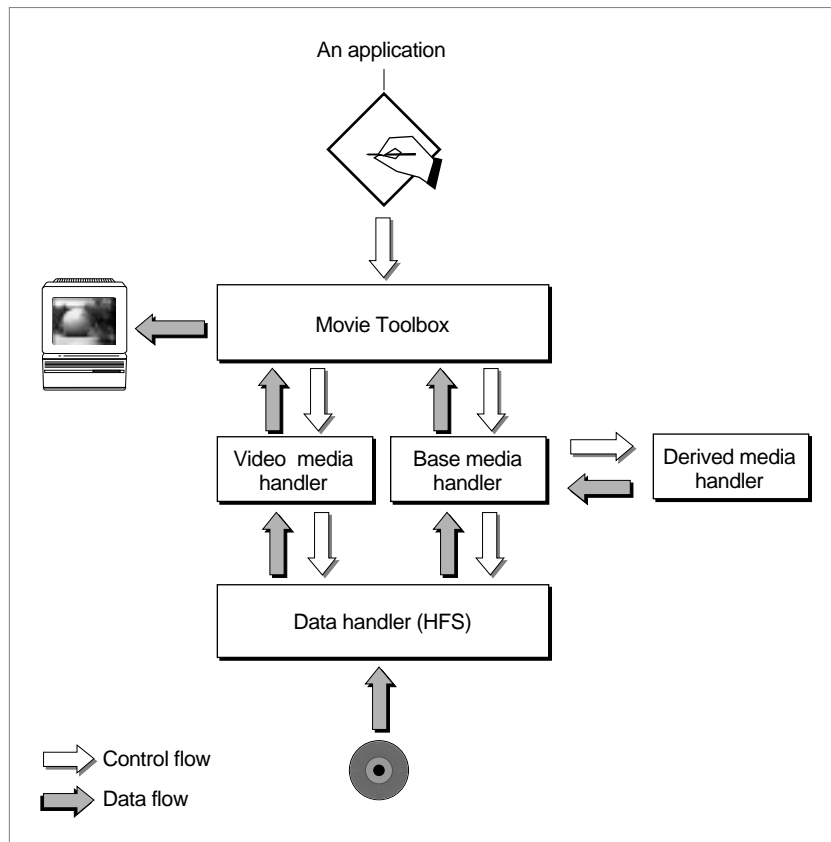 An application
Movie Toolbox
Video media
handler
Base media
handler
Derived media
handler
Data handler (HFS)
Control flow
Data flow